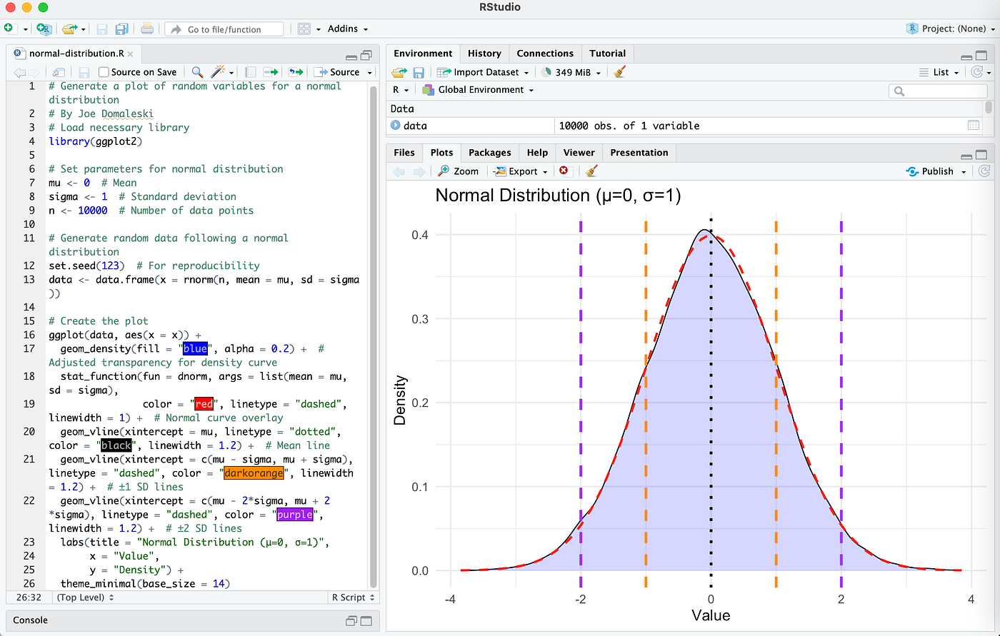 RStudio
Go to file/function
Addins
Project: (None)
normal-distribution.R
Source on Save
Source
1 # Generate a plot of random variables for a normal
distribution
2 # By Joe Domaleski
3 # Load necessary library
4 library(ggplot2)
5
6 # Set parameters for normal distribution
7 mu <- 0  # Mean
8 sigma <- 1  # Standard deviation
9 n <- 10000  # Number of data points
10
11 # Generate random data following a normal
distribution
12 set.seed(123)  # For reproducibility
13 data <- data.frame(x = rnorm(n, mean = mu, sd = sigma
))
14
15 # Create the plot
16 ggplot(data, aes(x = x)) +
17   geom_density(fill = "blue", alpha = 0.2) +  #
Adjusted transparency for density curve
18   stat_function(fun = dnorm, args = list(mean = mu,
sd = sigma),
19                 color = "red", linetype = "dashed",
linewidth = 1) +  # Normal curve overlay
20   geom_vline(xintercept = mu, linetype = "dotted",
color = "black", linewidth = 1.2) +  # Mean line
21   geom_vline(xintercept = c(mu - sigma, mu + sigma),
linetype = "dashed", color = "darkorange", linewidth
= 1.2) +  # ±1 SD lines
22   geom_vline(xintercept = c(mu - 2*sigma, mu + 2
*sigma), linetype = "dashed", color = "purple",
linewidth = 1.2) +  # ±2 SD lines
23   labs(title = "Normal Distribution (μ=0, σ=1)",
24        x = "Value",
25        y = "Density") +
26   theme_minimal(base_size = 14)
26:32 (Top Level) R Script
Console
Environment History Connections Tutorial
Import Dataset 349 MiB List
R Global Environment
Data
data 10000 obs. of 1 variable
Files Plots Packages Help Viewer Presentation
Zoom Export Publish
Normal Distribution (μ=0, σ=1)
Density
0.4
0.3
0.2
0.1
0.0
-4 -2 0 2 4
Value